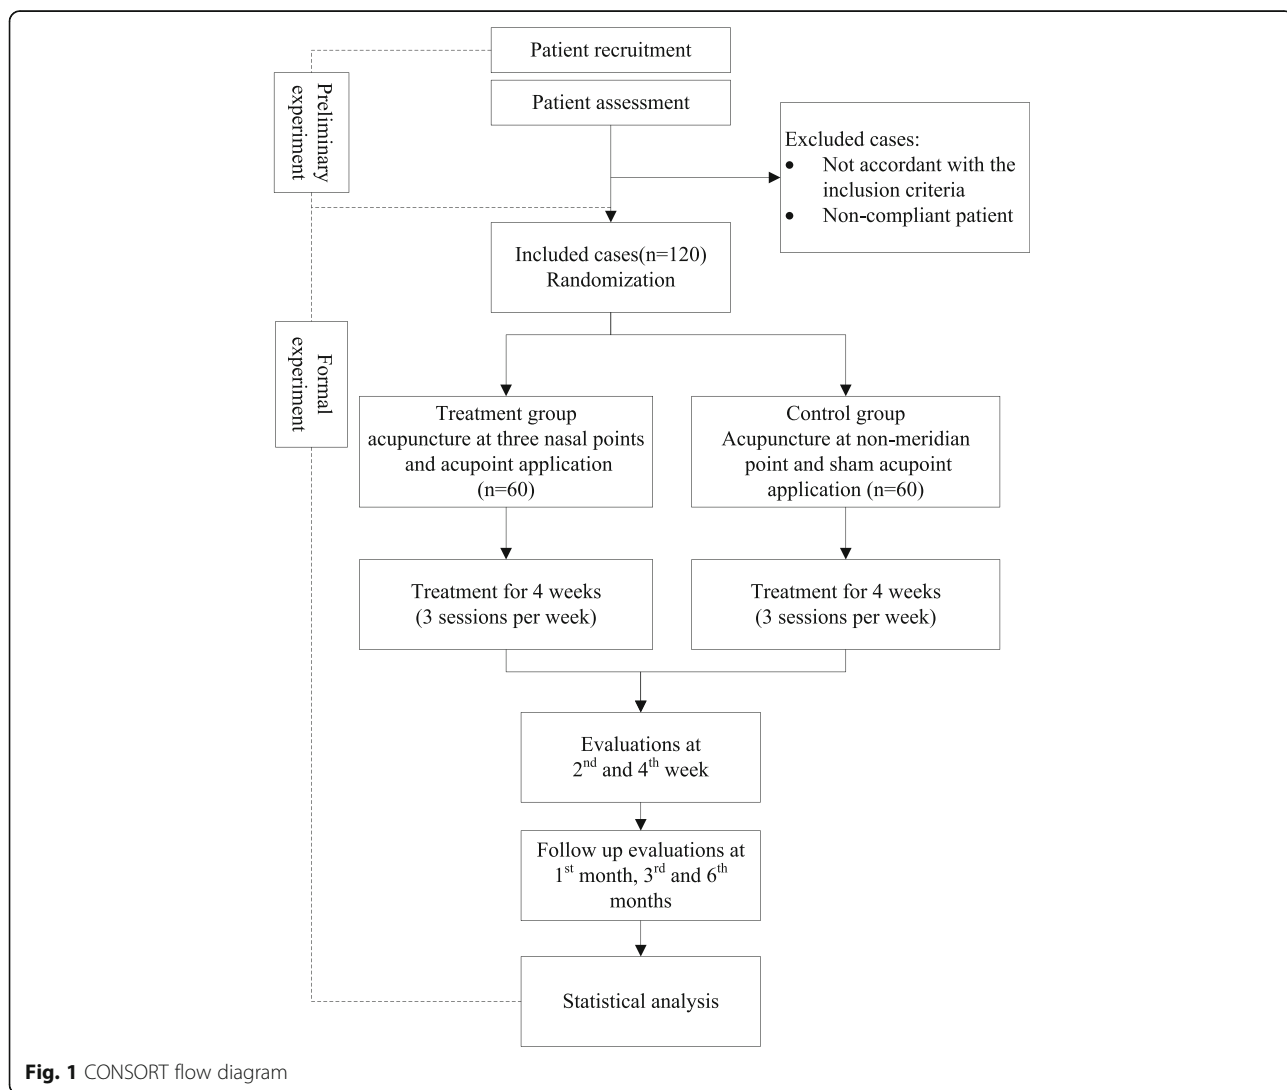 Patient recruitment
Preliminary
experiment
Patient assessment
Excluded cases:
● Not accordant with the
inclusion criteria
● Non-compliant patient
Included cases(n=120)
Randomization
Formal
experiment
Treatment group
acupuncture at three nasal points
and acupoint application
(n=60)
Control group
Acupuncture at non-meridian
point and sham acupoint
application (n=60)
Treatment for 4 weeks
(3 sessions per week)
Treatment for 4 weeks
(3 sessions per week)
Evaluations at
2nd and 4th week
Follow up evaluations at
1st month, 3rd and 6th
months
Statistical analysis
Fig. 1 CONSORT flow diagram